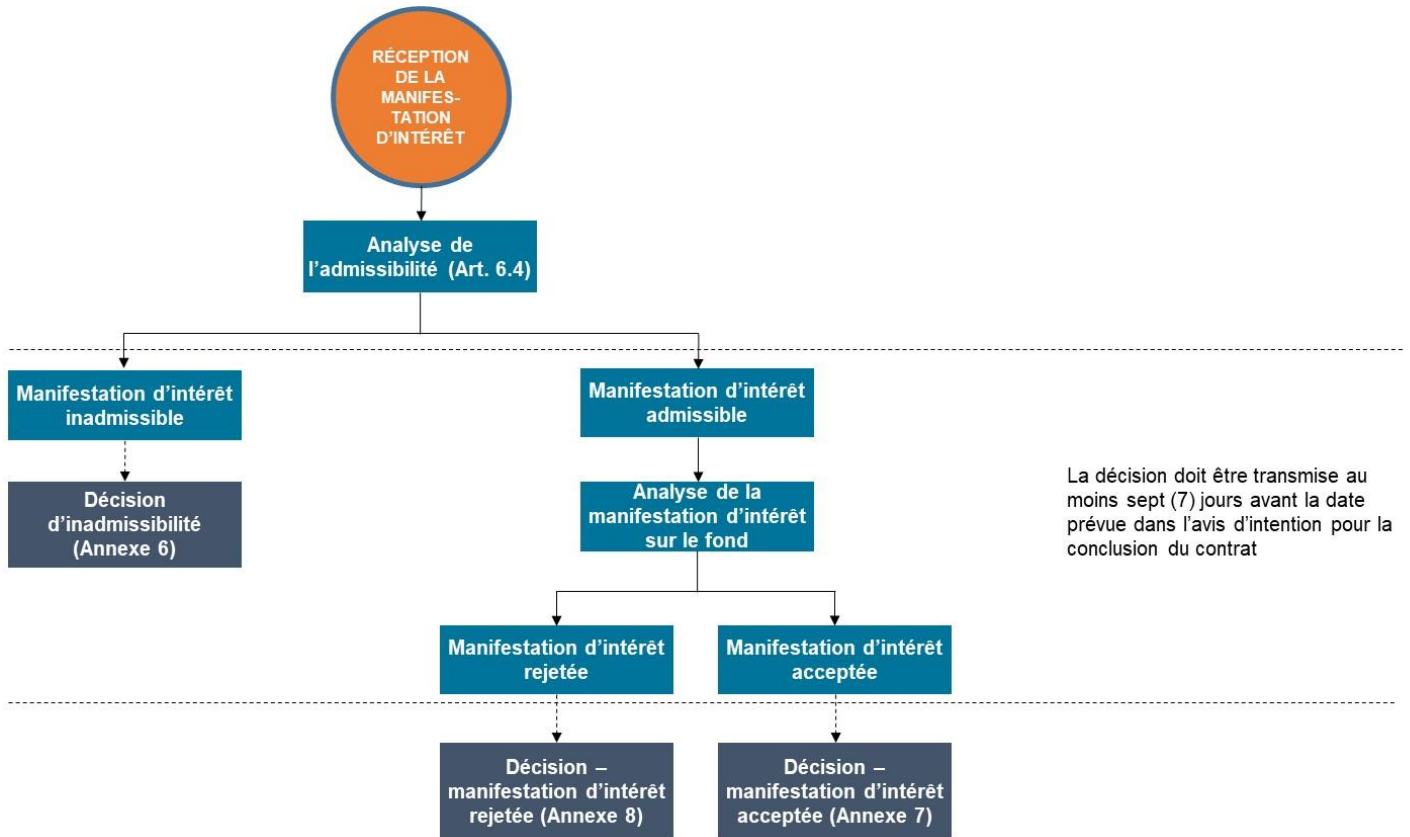 RÉCEPTION
DE LA
MANIFES-
TATION
D'INTÉRÊT
Analyse de
l'admissibilité (Art. 6.4)
Manifestation d'intérêt
inadmissible
Manifestation d'intérêt
admissible
Décision
d'inadmissibilité
(Annexe 6)
Analyse de la
manifestation d'intérêt
sur le fond
La décision doit être transmise au
moins sept (7) jours avant la date
prévue dans l'avis d'intention pour la
conclusion du contrat
Manifestation d'intérêt
rejetée
Manifestation d'intérêt
acceptée
Décision –
manifestation d'intérêt
rejetée (Annexe 8)
Décision –
manifestation d'intérêt
acceptée (Annexe 7)